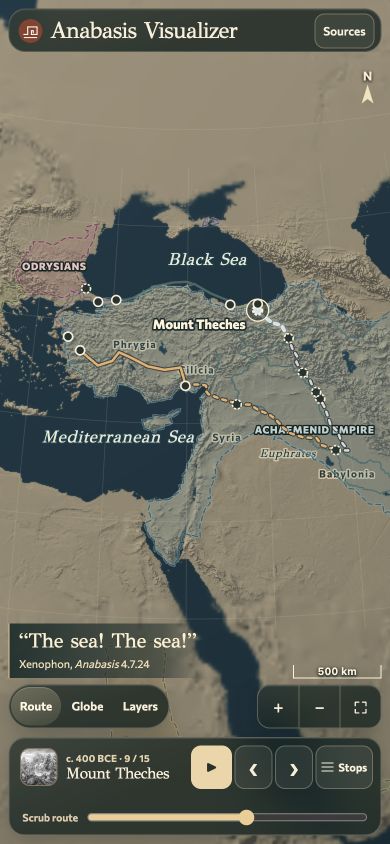 Anabasis Visualizer
Sources
N
Black Sea
ODRYSIANS
Mount Theches
Phrygia
Cilicia
Mediterranean Sea
Syria
ACHAEMENID EMPIRE
Euphrates
Babylonia
“The sea! The sea!”
Xenophon, Anabasis 4.7.24
500 km
Route
Globe
Layers
+
−
c. 400 BCE · 9 / 15
Mount Theches
Stops
Scrub route